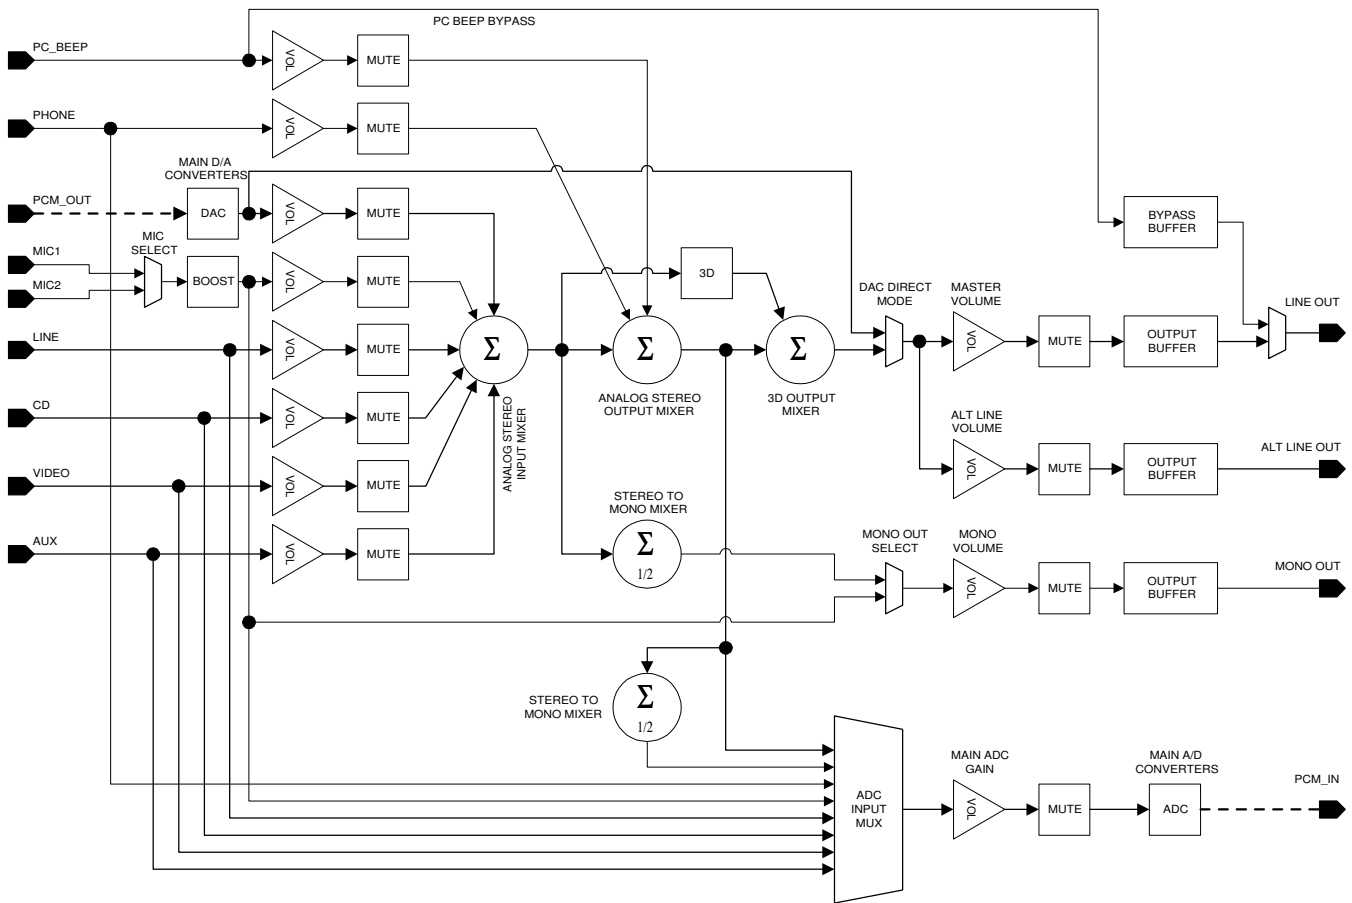 PC BEEP BYPASS
PC_BEEP
VOL
MUTE
PHONE
VOL
MUTE
MAIN D/A
CONVERTERS
PCM_OUT
DAC
VOL
MUTE
BYPASS
BUFFER
MIC1
MIC
SELECT
MIC2
BOOST
VOL
MUTE
3D
DAC DIRECT
MODE
MASTER
VOLUME
LINE OUT
LINE
VOL
MUTE
Σ
Σ
Σ
VOL
MUTE
OUTPUT
BUFFER
ANALOG STEREO
INPUT MIXER
ANALOG STEREO
OUTPUT MIXER
3D OUTPUT
MIXER
CD
VOL
MUTE
ALT LINE
VOLUME
VOL
MUTE
OUTPUT
BUFFER
ALT LINE OUT
VIDEO
VOL
MUTE
STEREO TO
MONO MIXER
AUX
VOL
MUTE
Σ
1/2
MONO OUT
SELECT
MONO
VOLUME
VOL
MUTE
OUTPUT
BUFFER
MONO OUT
STEREO TO
MONO MIXER
Σ
1/2
ADC
INPUT
MUX
MAIN ADC
GAIN
VOL
MUTE
MAIN A/D
CONVERTERS
ADC
PCM_IN